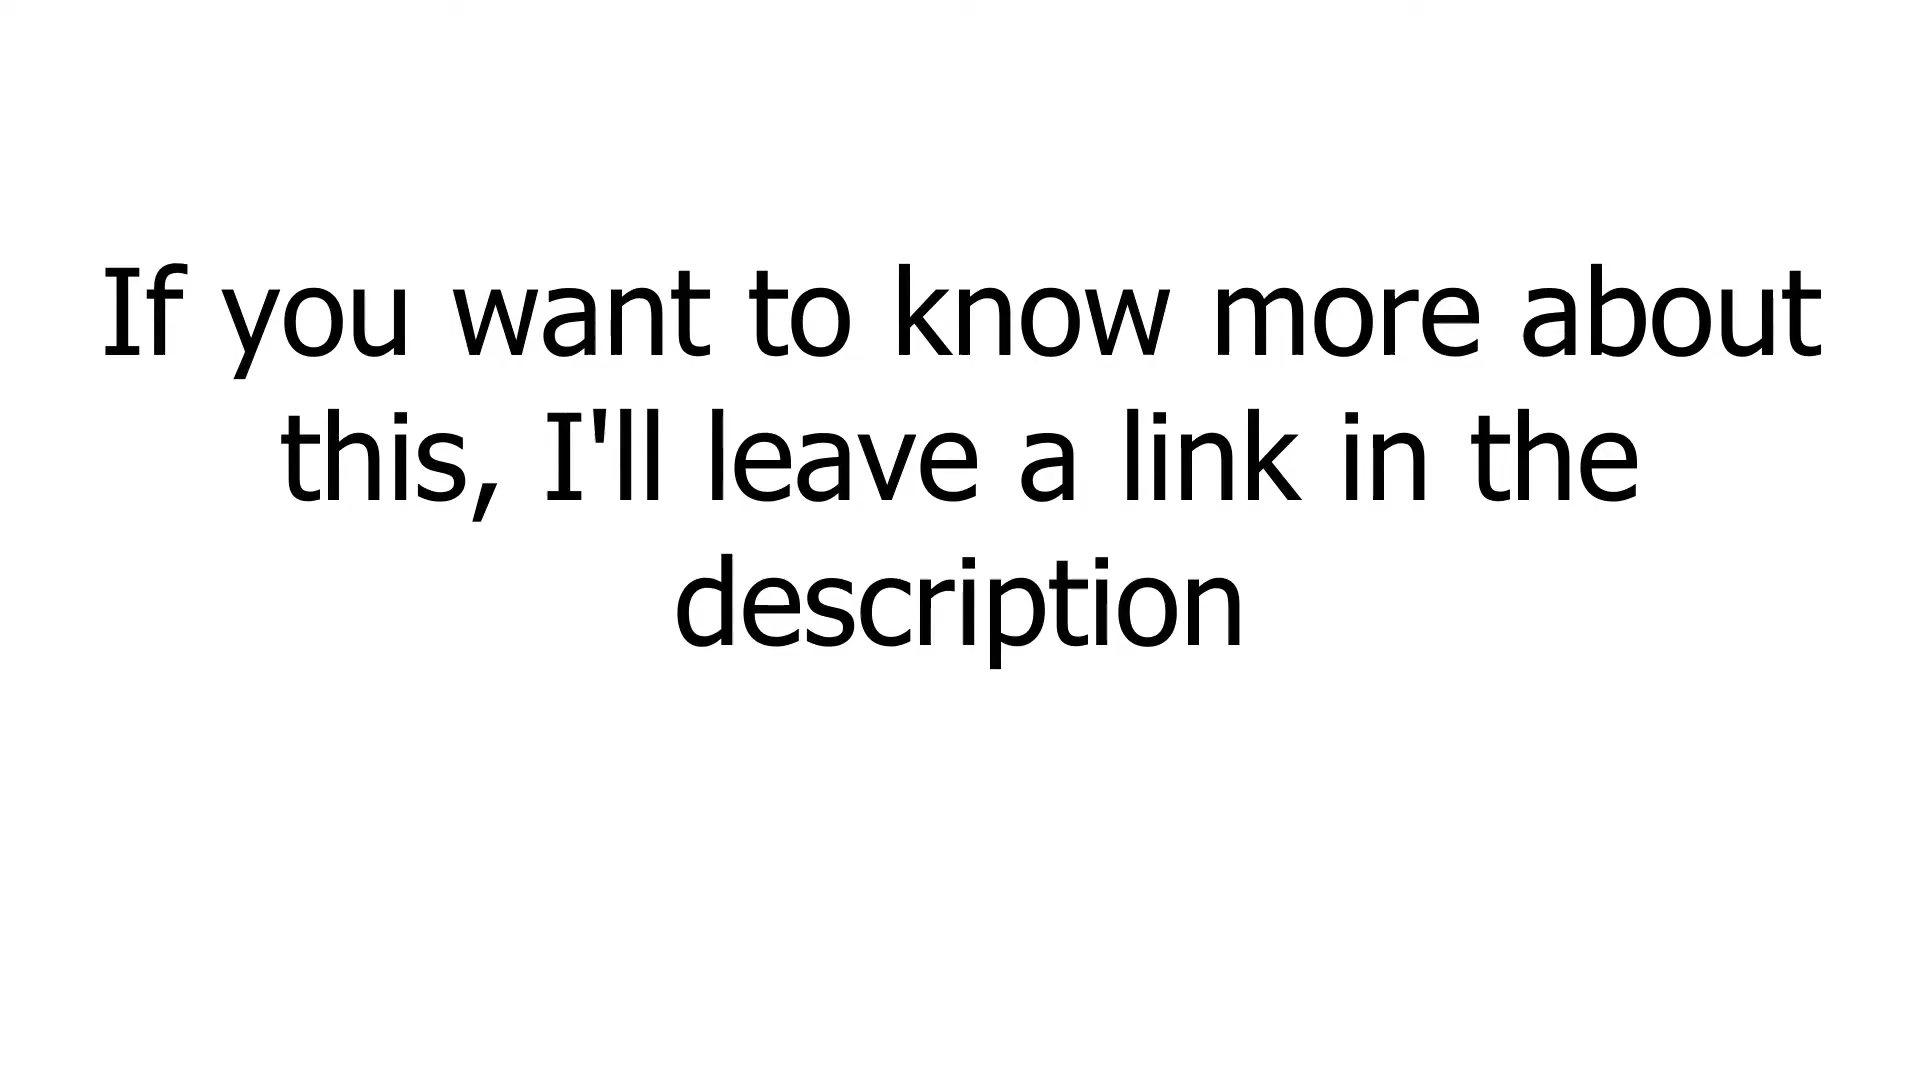 If you want to know more about
this, I'll leave a link in the
description